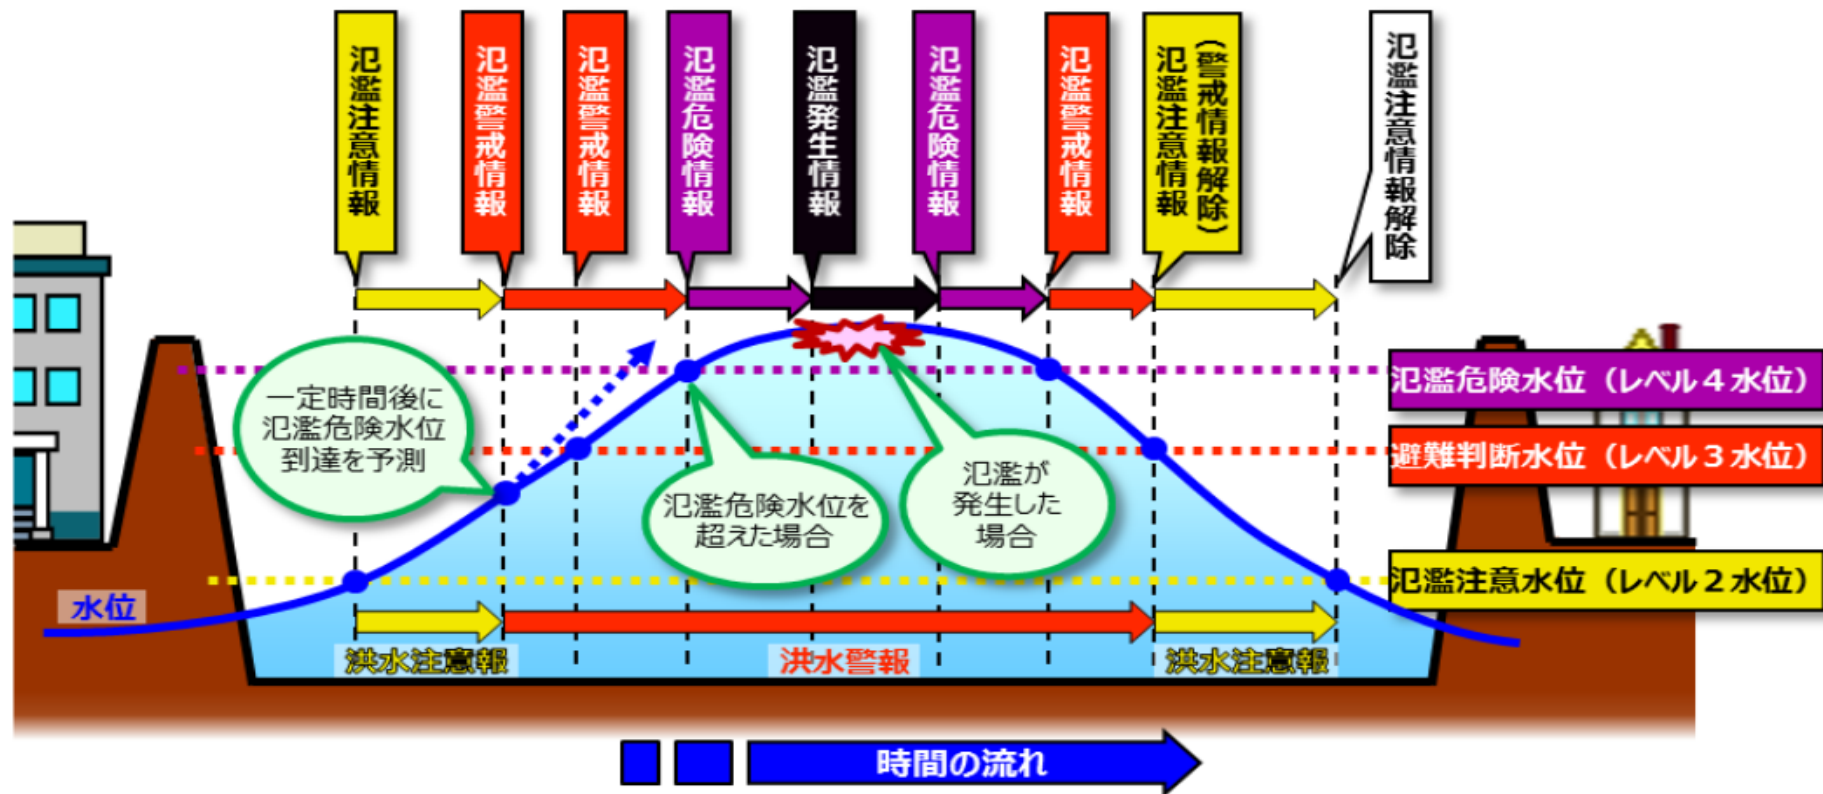 氾濫注意情報
氾濫警戒情報
氾濫警戒情報
氾濫危険情報
氾濫発生情報
氾濫危険情報
氾濫警戒情報
(警戒情報解除)
氾濫注意情報
氾濫注意情報解除
一定時間後に
氾濫危険水位
到達を予測
氾濫危険水位を
超えた場合
氾濫が
発生した
場合
氾濫危険水位（レベル４水位）
避難判断水位（レベル３水位）
氾濫注意水位（レベル２水位）
水位
洪水注意報
洪水警報
洪水注意報
時間の流れ